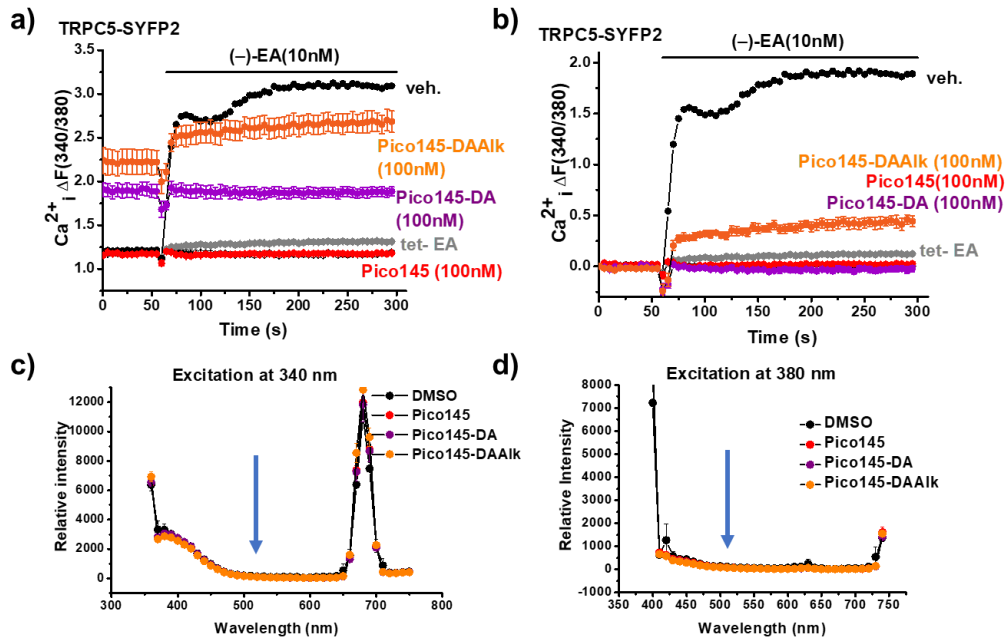 a)
TRPC5-SYFP2
(–)-EA(10nM)
veh.
Pico145-DAAlk
(100nM)
Pico145-DA
(100nM)
tet- EA
Pico145 (100nM)
Ca2+ i ΔF(340/380)
3.5
3.0
2.5
2.0
1.5
1.0
0 50 100 150 200 250 300
Time (s)
b)
TRPC5-SYFP2
(–)-EA(10nM)
veh.
Pico145-DAAlk (100nM)
Pico145(100nM)
Pico145-DA (100nM)
tet- EA
Ca2+ i ΔF(340/380)
2.0
1.5
1.0
0.5
0.0
0 50 100 150 200 250 300
Time (s)
c)
Excitation at 340 nm
DMSO
Pico145
Pico145-DA
Pico145-DAAlk
Relative intensity
12000
10000
8000
6000
4000
2000
0
300 400 500 600 700 800
Wavelength (nm)
d)
Excitation at 380 nm
DMSO
Pico145
Pico145-DA
Pico145-DAAlk
Relative Intensity
8000
7000
6000
5000
4000
3000
2000
1000
0
-1000
350 400 450 500 550 600 650 700 750
Wavelength (nm)